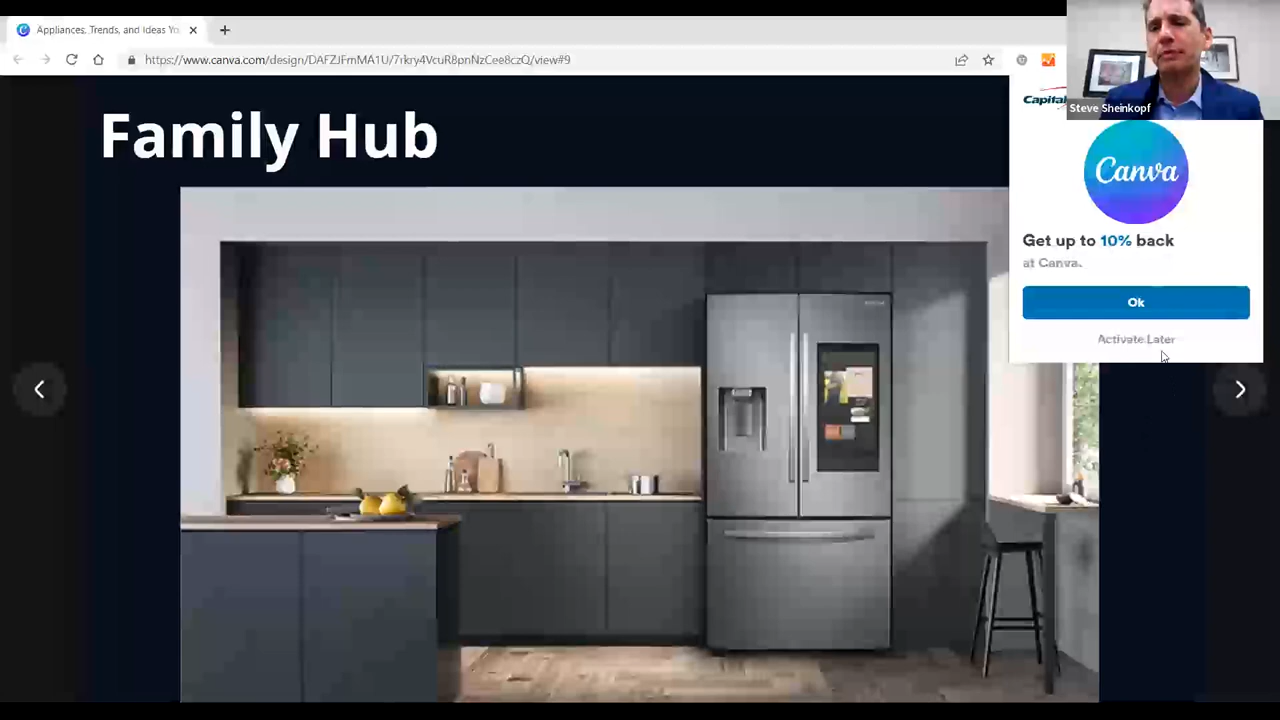 Appliances, Trends, and Ideas Yo
https://www.canva.com/design/DAFZJFmMA1U/7rkry4VcuR8pnNzCee8czQ/view#9
Steve Sheinkopf
Capital
Family Hub
Canva
Get up to 10% back
at Canva.
Ok
Activate Later